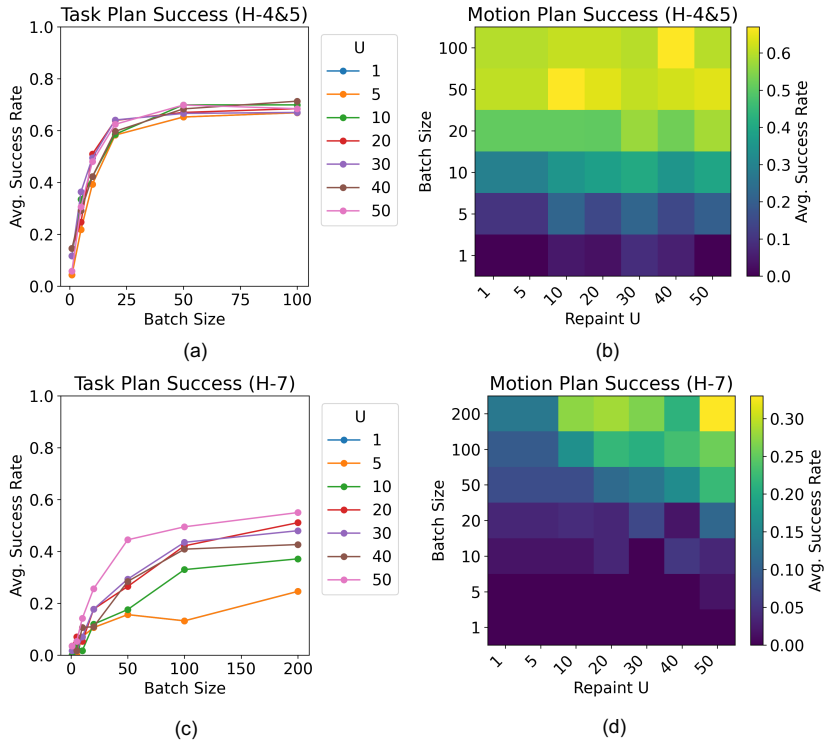 Task Plan Success (H-4&5)
1.0
0.8
0.6
0.4
0.2
0.0
Avg. Success Rate
0 25 50 75 100
Batch Size
U
1
5
10
20
30
40
50
(a)
Motion Plan Success (H-4&5)
100
50
20
10
5
1
Batch Size
1 5 10 20 30 40 50
Repaint U
0.6
0.5
0.4
0.3
0.2
0.1
0.0
Avg. Success Rate
(b)
Task Plan Success (H-7)
1.0
0.8
0.6
0.4
0.2
0.0
Avg. Success Rate
0 50 100 150 200
Batch Size
U
1
5
10
20
30
40
50
(c)
Motion Plan Success (H-7)
200
100
50
20
10
5
1
Batch Size
1 5 10 20 30 40 50
Repaint U
0.30
0.25
0.20
0.15
0.10
0.05
0.00
Avg. Success Rate
(d)